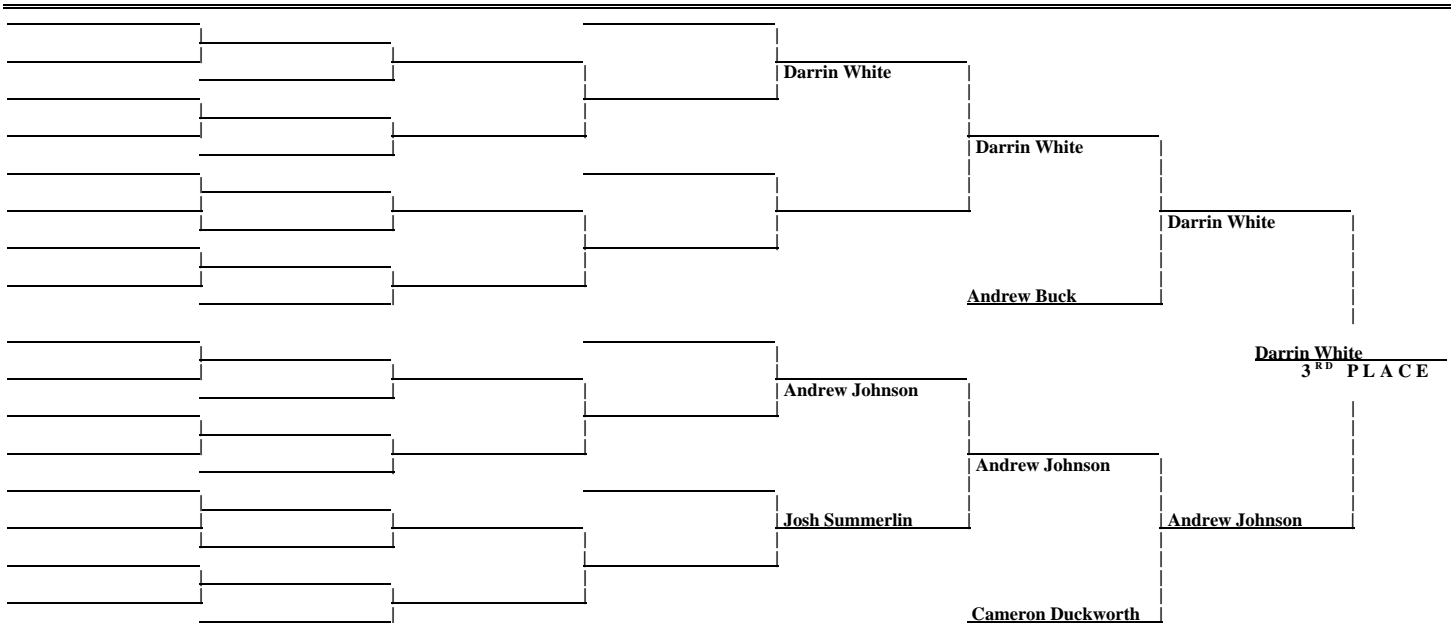 Darrin White
Darrin White
Darrin White
Andrew Buck
Darrin White
3RD PLACE
Andrew Johnson
Andrew Johnson
Josh Summerlin
Andrew Johnson
Cameron Duckworth